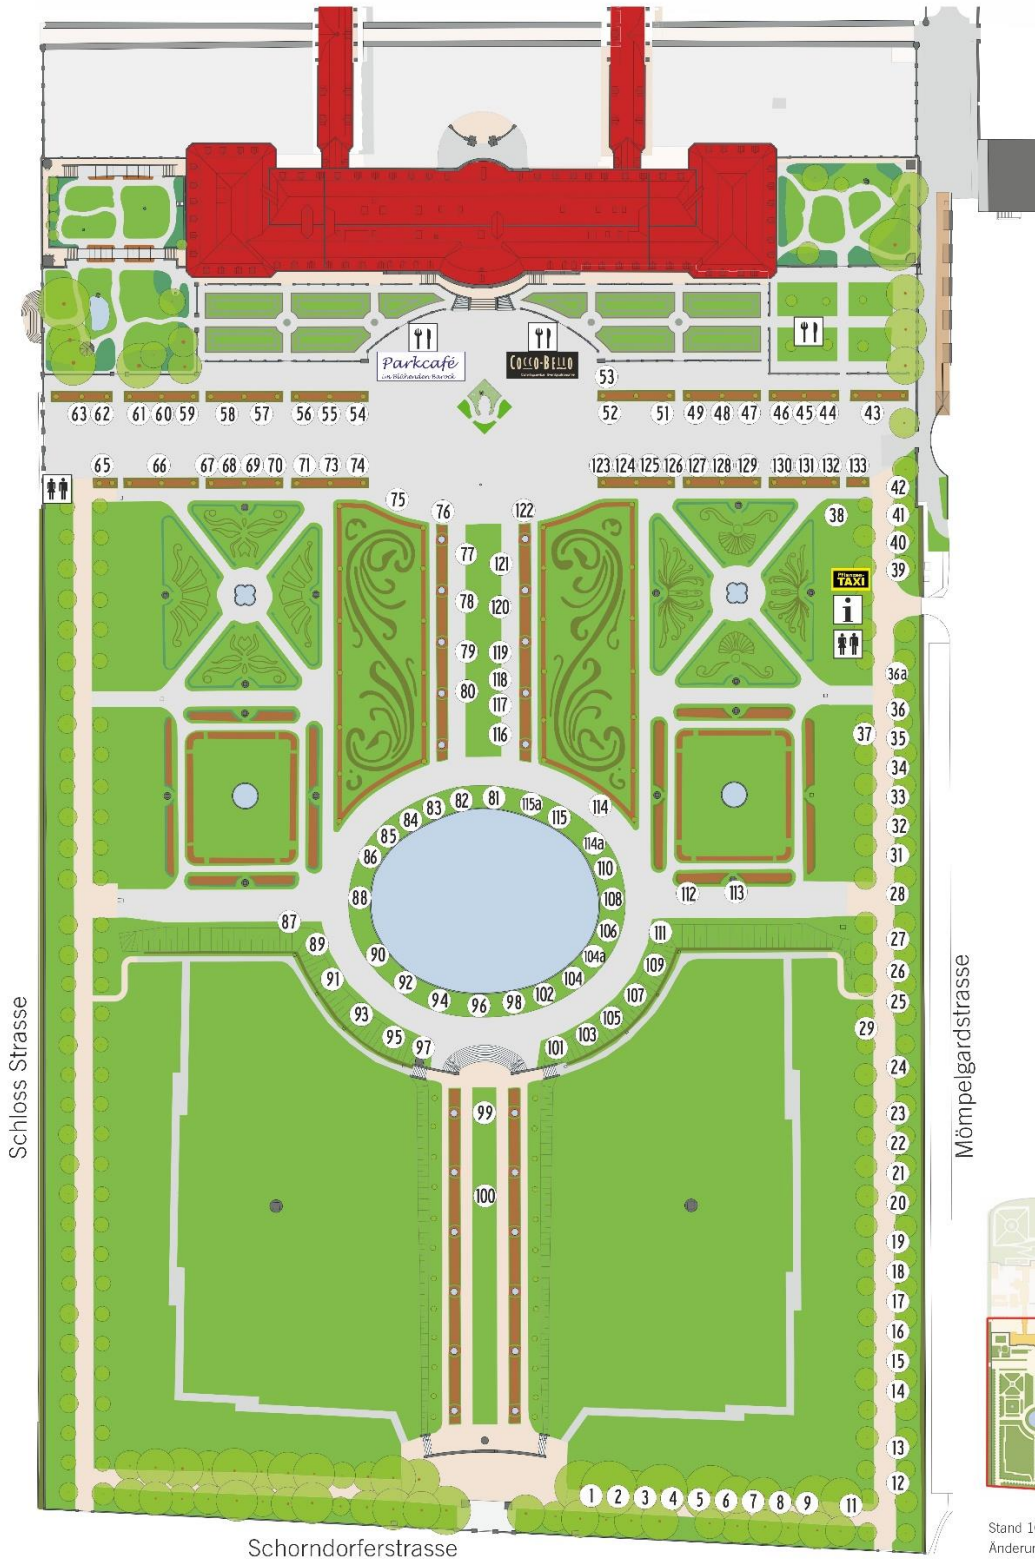 Parkcafé
im Blühenden Barock
COCCO-BELLO
53
63 62 61 60 59 58 57 56 55 54
52 51 49 48 47 46 45 44 43
65 66 67 68 69 70 71 73 74
123 124 125 126 127 128 129 130 131 132 133
42
75 76 122 38 41
40
77 121 39
Pflanzen-
TAXI
78 120
i
79 119
118 36a
80 117 36
116 37 35
34
82 81 115a 33
83 115 114
84 32
85 114a
86 110 31
88 108 112 113 28
87 106 111 27
89 90 104a 109 26
91 92 104 107 25
94 96 98 102
93 105 29
95 103
97 101 24
99 23
22
21
100 20
19
18
17
16
15
14
13
12
1 2 3 4 5 6 7 8 9 11
Schloss Strasse
Mömpelgardstrasse
Schorndorferstrasse
Stand 1
Änderu